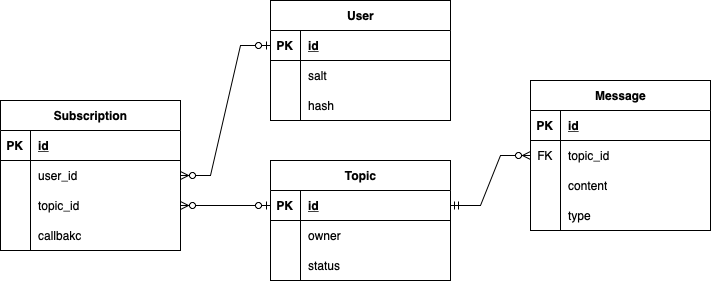 User
PK id
salt
hash
Subscription
PK id
user_id
topic_id
callbakc
Topic
PK id
owner
status
Message
PK id
FK topic_id
content
type